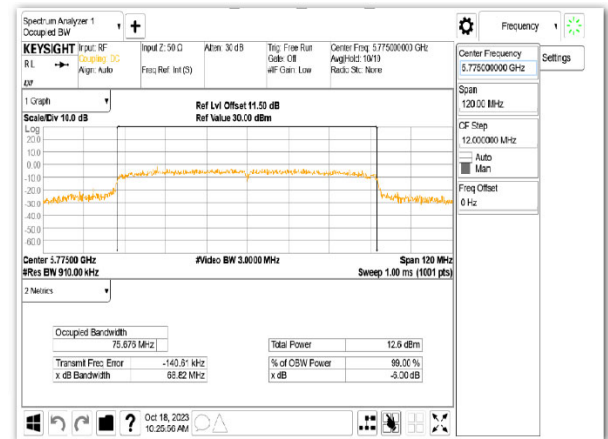 Spectrum Analyzer 1
Occupied BW
KEYSIGHT
Input: RF
Coupling: DC
Align: Auto
Input Z: 50 Ω
Freq Ref: Int (S)
Atten: 30 dB
Trig: Free Run
Gate: Off
#IF Gain: Low
Center Freq: 5.775000000 GHz
Avg|Hold: 10/10
Radio Std: None
R L
1 Graph
Scale/Div 10.0 dB
Ref Lvl Offset 11.50 dB
Ref Value 30.00 dBm
Log
20.0
10.0
0.00
-10.0
-20.0
-30.0
-40.0
-50.0
-60.0
Center 5.77500 GHz
#Res BW 910.00 kHz
#Video BW 3.0000 MHz
Span 120 MHz
Sweep 1.00 ms (1001 pts)
2 Metrics
Occupied Bandwidth
75.676 MHz
Transmit Freq Error -140.61 kHz
x dB Bandwidth 68.82 MHz
Total Power 12.6 dBm
% of OBW Power 99.00 %
x dB -6.00 dB
?
Oct 18, 2023
10:25:56 AM
Frequency
Settings
Center Frequency
5.775000000 GHz
Span
120.00 MHz
CF Step
12.000000 MHz
Auto
Man
Freq Offset
0 Hz